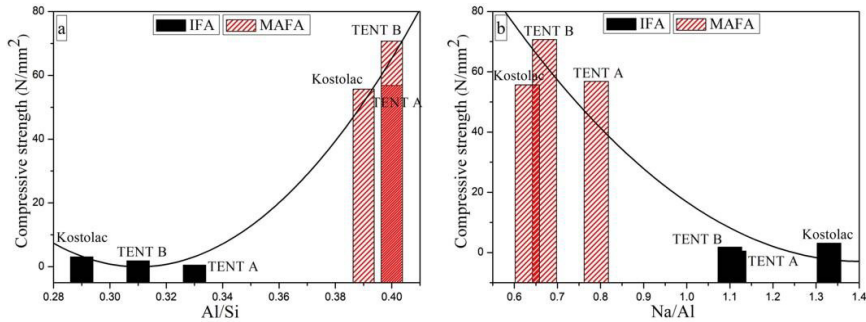 a
IFA
MAFA
TENT B
Kostolac
TENT A
Kostolac
TENT B
TENT A
Compressive strength (N/mm²)
80
60
40
20
0
0.28 0.30 0.32 0.34 0.36 0.38 0.40
Al/Si
b
IFA
MAFA
TENT B
Kostolac
TENT A
Kostolac
TENT B
TENT A
Compressive strength (N/mm²)
80
60
40
20
0
0.6 0.7 0.8 0.9 1.0 1.1 1.2 1.3 1.4
Na/Al